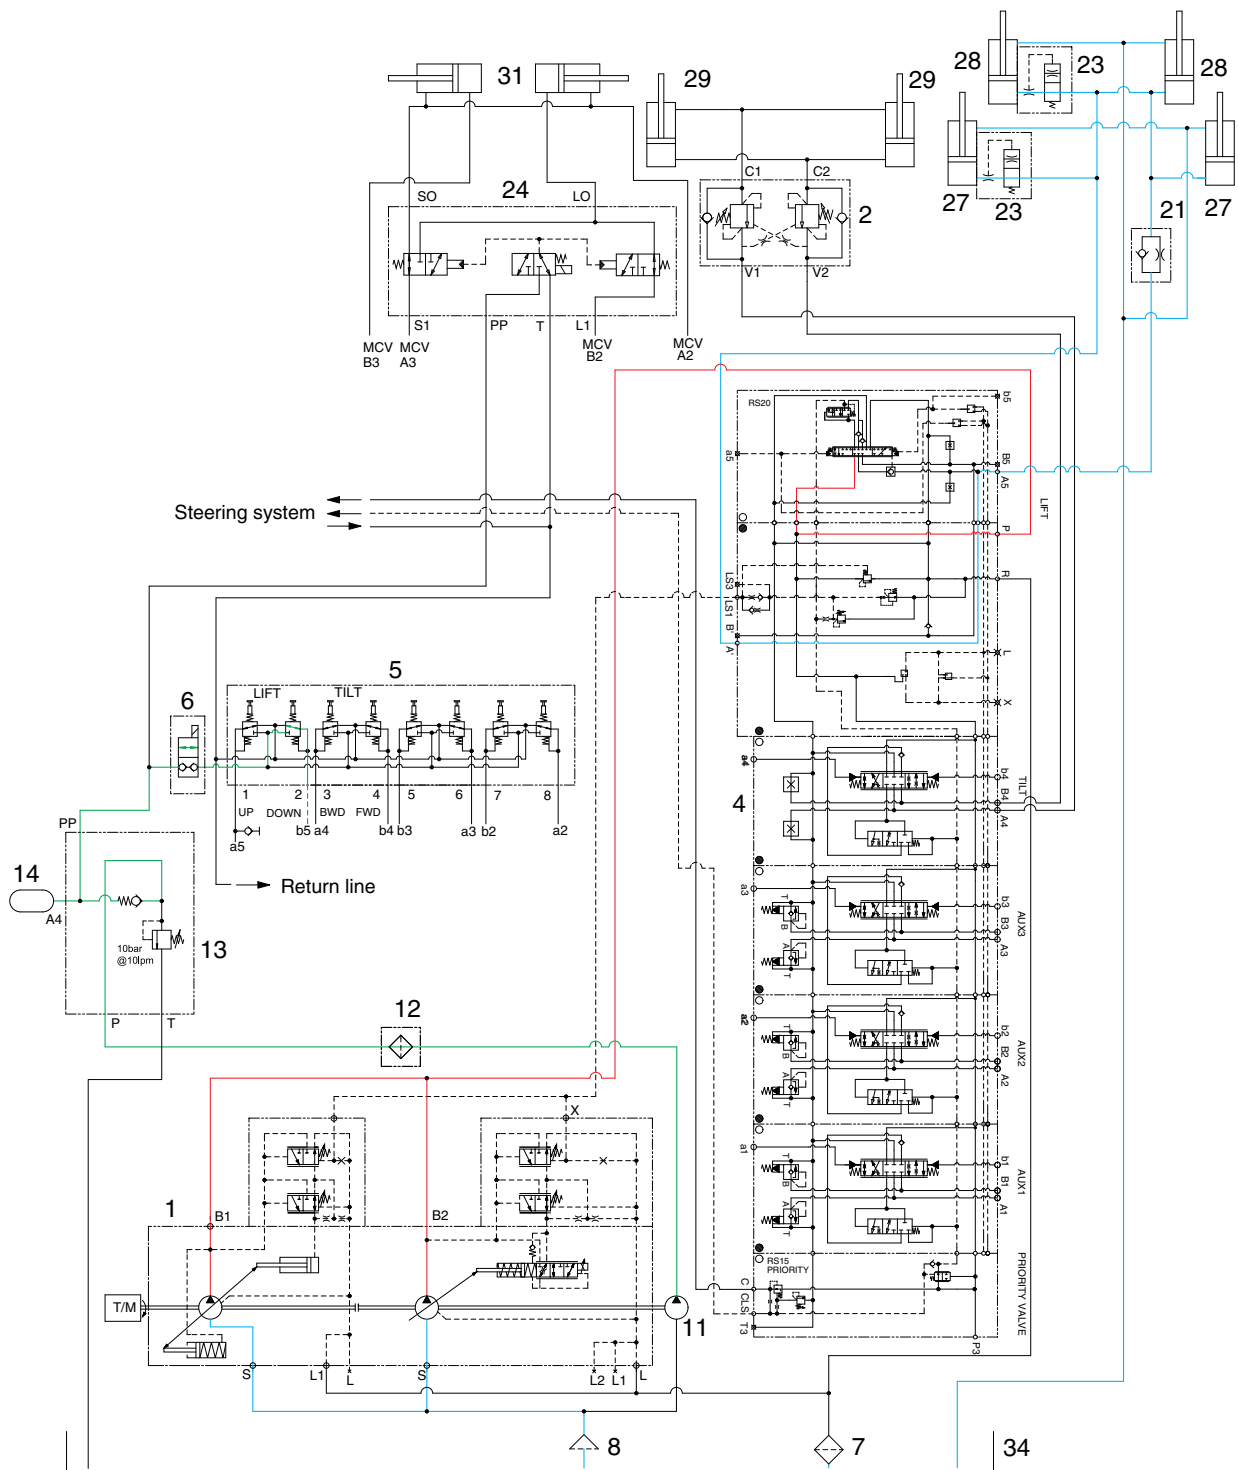 31
29
29
28
23
28
27
23
27
21
C1
C2
SO
24
LO
2
V1
V2
S1
PP
T
L1
MCV
B3
MCV
A3
MCV
B2
MCV
A2
RS20
b5
a5
B5
A5
LIFT
Steering system
P
R
LS3
LS1
B'
A'
L
X
5
LIFT
TILT
6
1
2
3
4
5
6
7
8
UP
DOWN
BWD
FWD
a5
b5
a4
b4
b3
a3
b2
a2
4
a4
b4
B4
A4
TILT
PP
14
A4
Return line
13
10bar
@10lpm
P
T
a3
T
B
A
T
b3
B3
A3
AUX3
12
a2
T
B
A
T
b2
B2
A2
AUX2
X
1
B1
B2
a1
T
B
A
T
b1
B1
A1
AUX1
RS15
PRIORITY
PRIORITY VALVE
C
CLS
T3
P3
T/M
11
S
L1
L
S
L2
L1
L
8
7
34